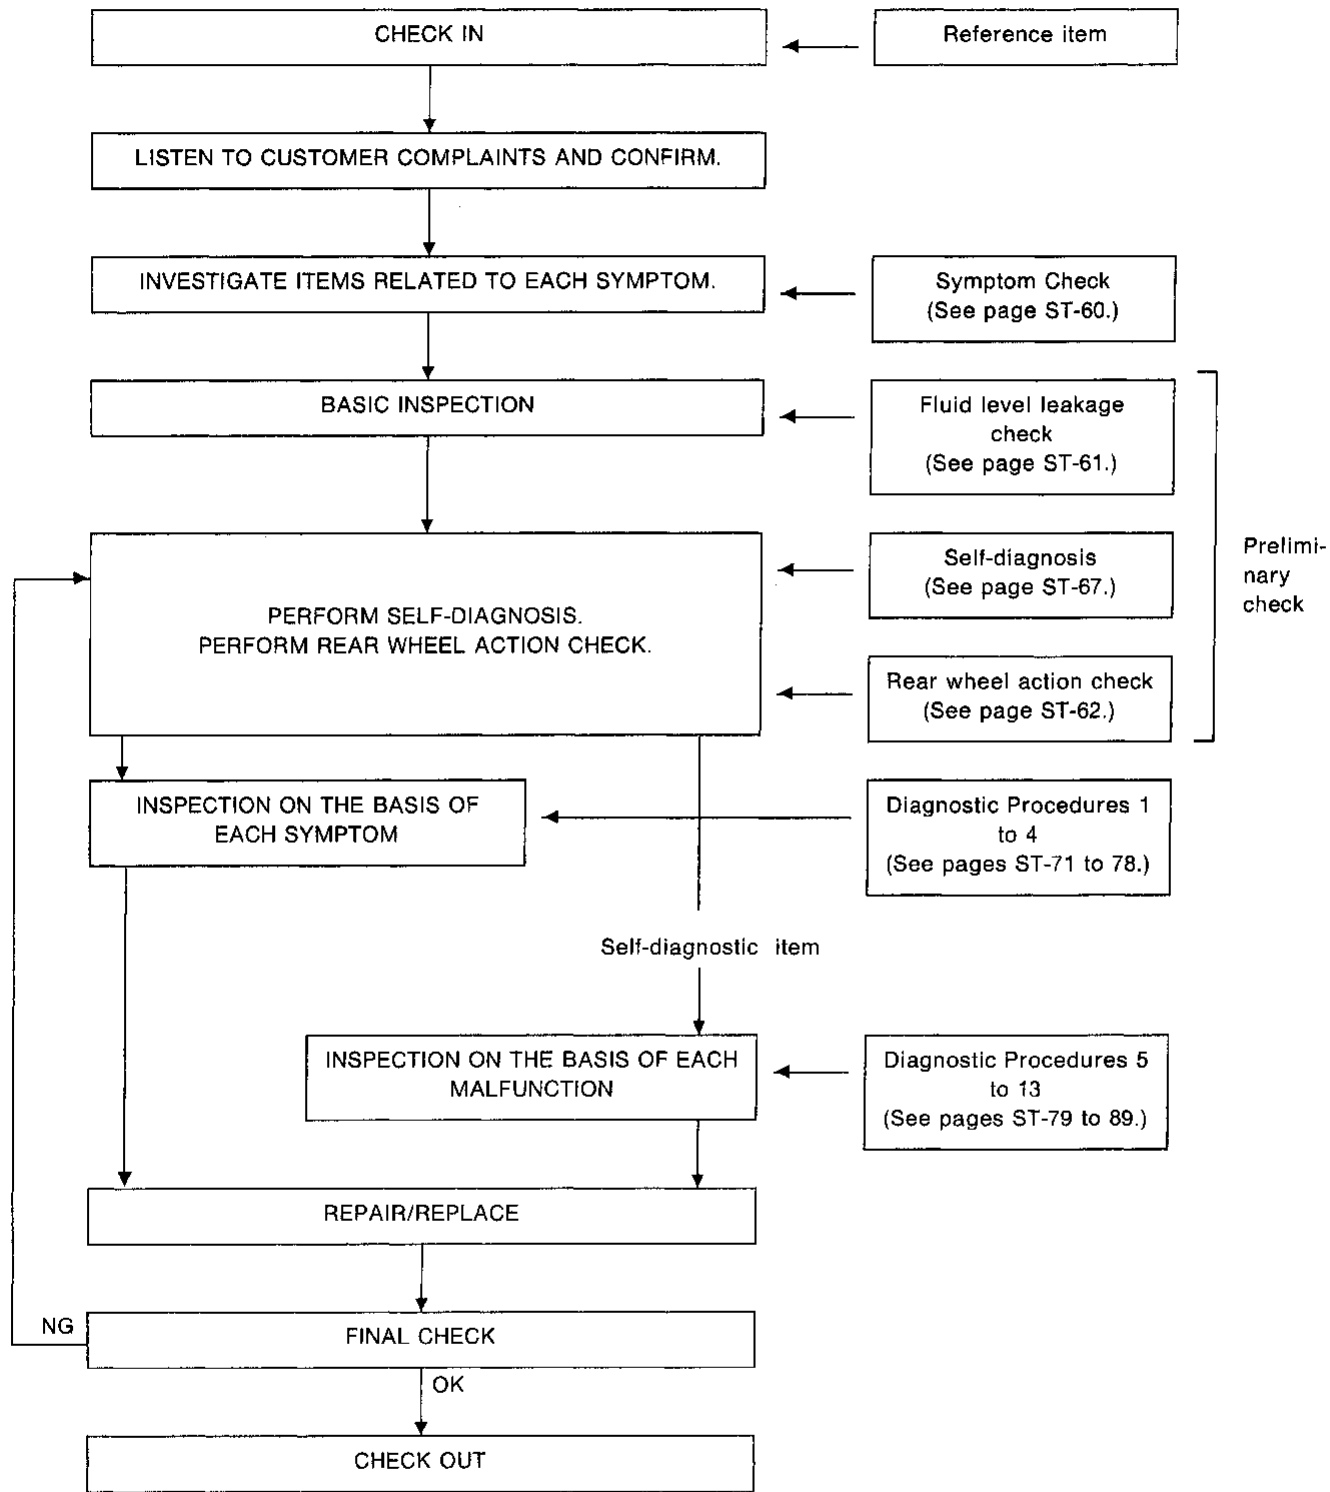 CHECK IN
Reference item
LISTEN TO CUSTOMER COMPLAINTS AND CONFIRM.
INVESTIGATE ITEMS RELATED TO EACH SYMPTOM.
Symptom Check
(See page ST-60.)
BASIC INSPECTION
Fluid level leakage
check
(See page ST-61.)
PERFORM SELF-DIAGNOSIS.
PERFORM REAR WHEEL ACTION CHECK.
Self-diagnosis
(See page ST-67.)
Rear wheel action check
(See page ST-62.)
Prelimi-
nary
check
INSPECTION ON THE BASIS OF
EACH SYMPTOM
Diagnostic Procedures 1
to 4
(See pages ST-71 to 78.)
Self-diagnostic item
INSPECTION ON THE BASIS OF EACH
MALFUNCTION
Diagnostic Procedures 5
to 13
(See pages ST-79 to 89.)
REPAIR/REPLACE
NG
FINAL CHECK
OK
CHECK OUT